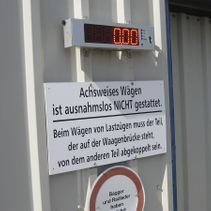 0.00 t
Achsweises Wägen
ist ausnahmslos NICHT gestattet.
Beim Wägen von Lastzügen muss der Teil,
der auf der Waagenbrücke steht,
von dem anderen Teil abgekoppelt sein.
Bagger
und Radlader
haben